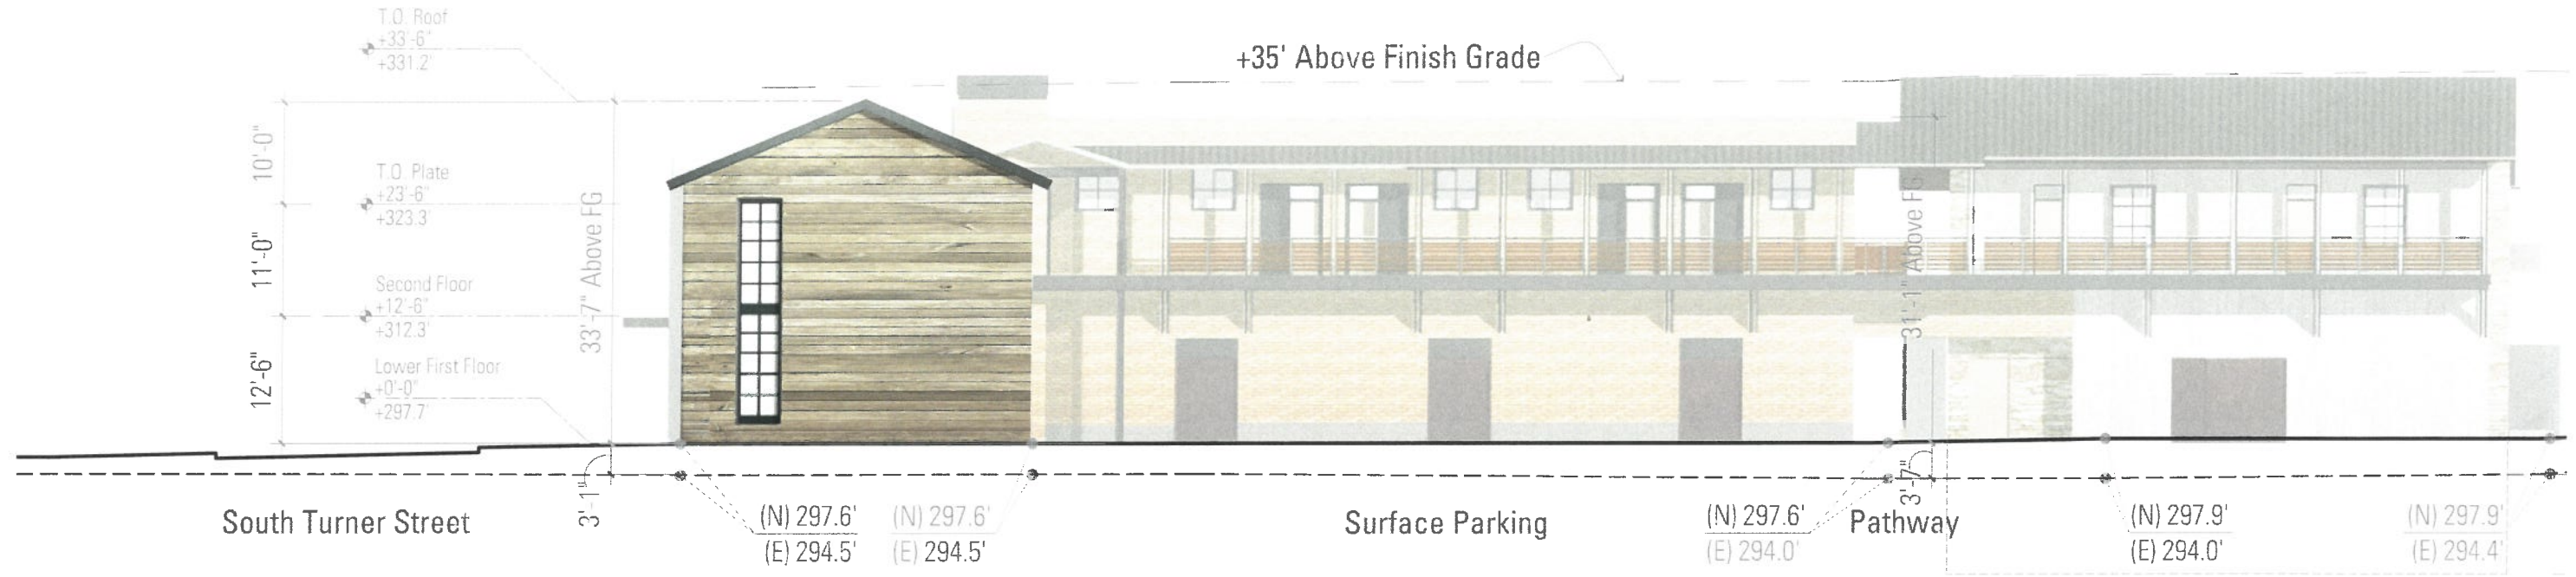 T.O. Roof
+33'-6"
+331.2'
+35' Above Finish Grade
10'-0"
T.O. Plate
+23'-6"
+323.3'
11'-0"
33'-7" Above FG
31'-1" Above FG
Second Floor
+12'-6"
+312.3'
12'-6"
Lower First Floor
+0'-0"
+297.7'
3'-1"
3'-7"
South Turner Street
(N) 297.6'
(E) 294.5'
(N) 297.6'
(E) 294.5'
Surface Parking
(N) 297.6'
(E) 294.0'
Pathway
(N) 297.9'
(E) 294.0'
(N) 297.9'
(E) 294.4'